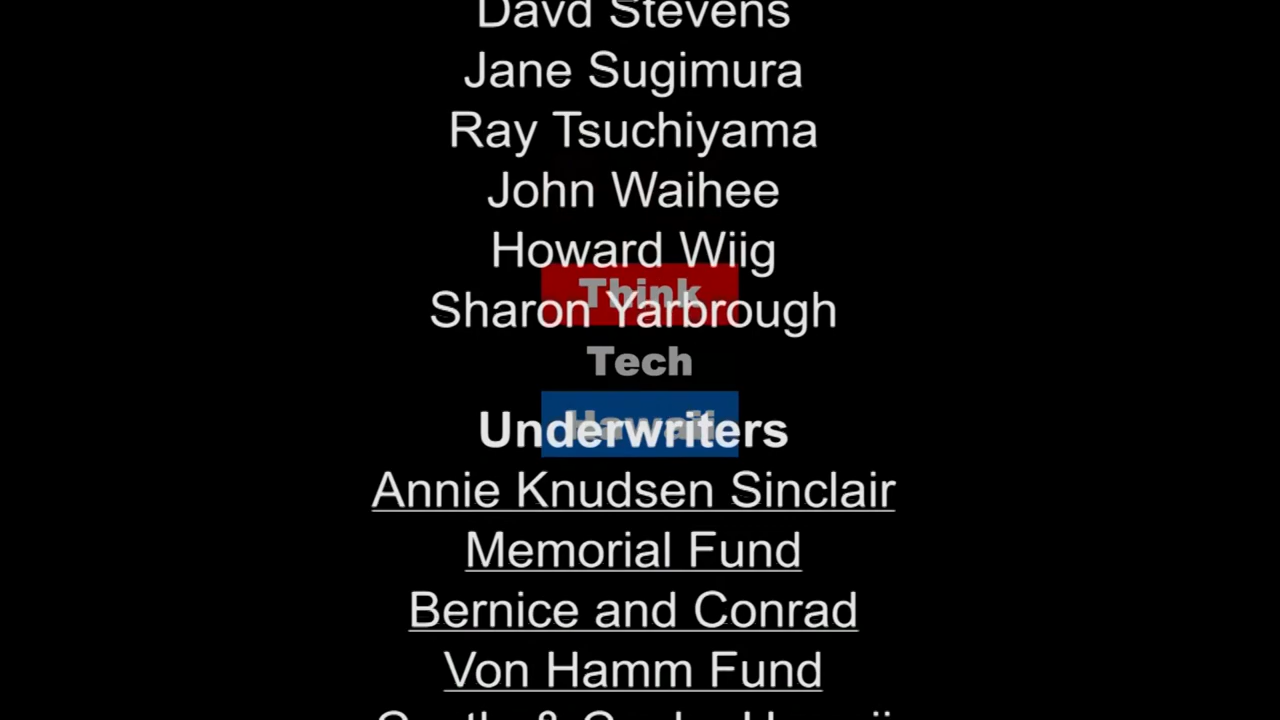 Davd Stevens
Jane Sugimura
Ray Tsuchiyama
John Waihee
Howard Wiig
Think
Sharon Yarbrough
Tech
Hawaii
Underwriters
Annie Knudsen Sinclair
Memorial Fund
Bernice and Conrad
Von Hamm Fund